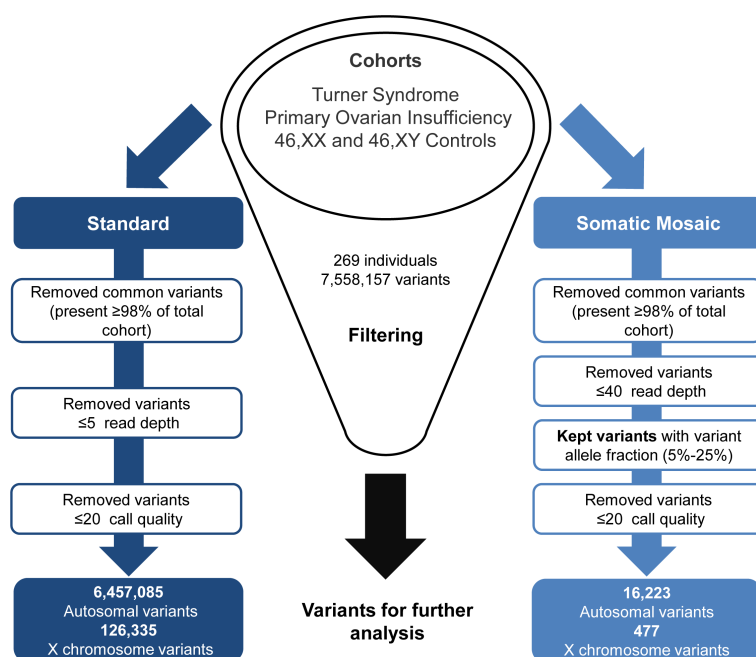 Cohorts
Turner Syndrome
Primary Ovarian Insufficiency
46,XX and 46,XY Controls
269 individuals
7,558,157 variants
Filtering
Variants for further
analysis
Standard
Removed common variants
(present ≥98% of total
cohort)
Removed variants
≤5 read depth
Removed variants
≤20 call quality
6,457,085
Autosomal variants
126,335
X chromosome variants
Somatic Mosaic
Removed common variants
(present ≥98% of total
cohort)
Removed variants
≤40 read depth
Kept variants with variant
allele fraction (5%-25%)
Removed variants
≤20 call quality
16,223
Autosomal variants
477
X chromosome variants